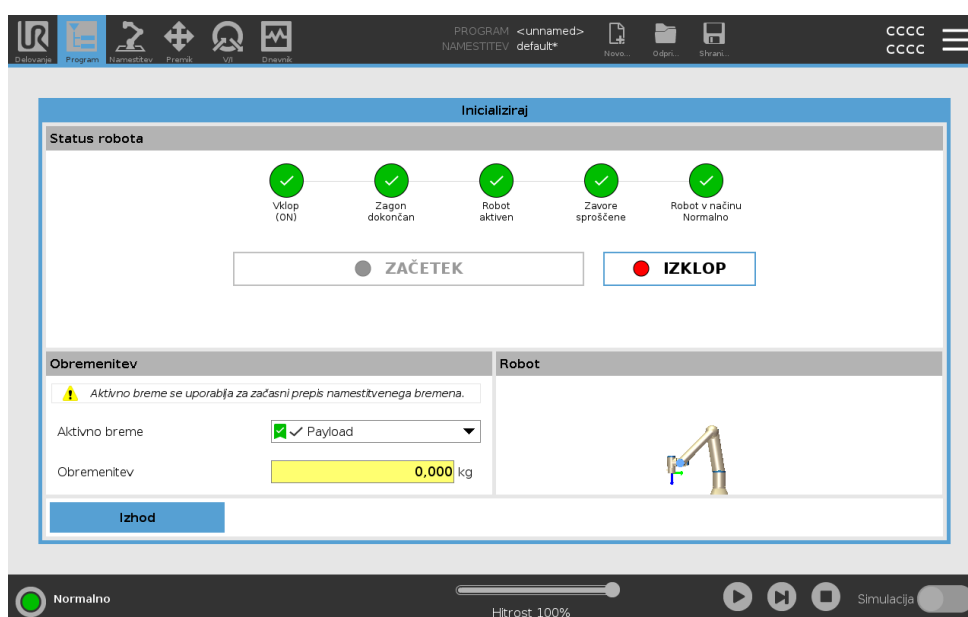 UR
PROGRAM <unnamed>
NAMESTITEV default*
Delovanje
Program
Namestitev
Premik
V/I
Dnevnik
Novo...
Odpri...
Shrani...
CCCC
CCCC
Inicializiraj
Status robota
Vklop
(ON)
Zagon
dokončan
Robot
aktiven
Zavore
sproščene
Robot v načinu
Normalno
ZAČETEK
IZKLOP
Obremenitev
Robot
Aktivno breme se uporablja za začasni prepis namestitvenega bremena.
Aktivno breme
Payload
Obremenitev
0,000 kg
Izhod
Normalno
Hitrost 100%
Simulacija